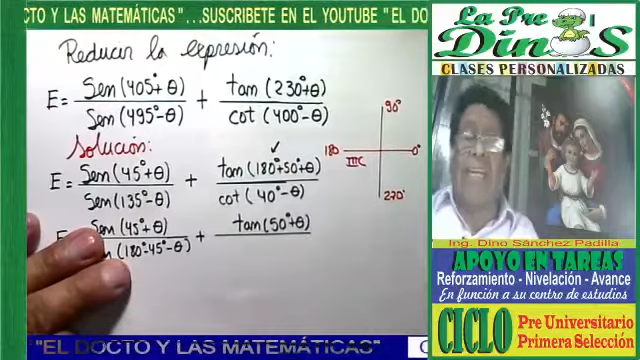 CTO Y LAS MATEMÁTICAS"...SUSCRIBETE EN EL YOUTUBE "EL DO
Reducir la expresión:
E = Sen(405°+θ)/Sen(495°-θ) + tan(230°+θ)/cot(400°-θ)
Solución:
E = Sen(45°+θ)/Sen(135°-θ) + tan(180°+50°+θ)/cot(40°-θ)
Sen(45°+θ)/(180°-45°-θ) + tan(50°+θ)
90°
180
0°
IIIC
270°
"EL DOCTO Y LAS MATEMÁTICAS"
La Pre
DinoS
CLASES PERSONALIZADAS
Ing. Dino Sánchez Padilla
APOYO EN TAREAS
Reforzamiento - Nivelación - Avance
En función a su centro de estudios
CICLO Pre Universitario
Primera Selección